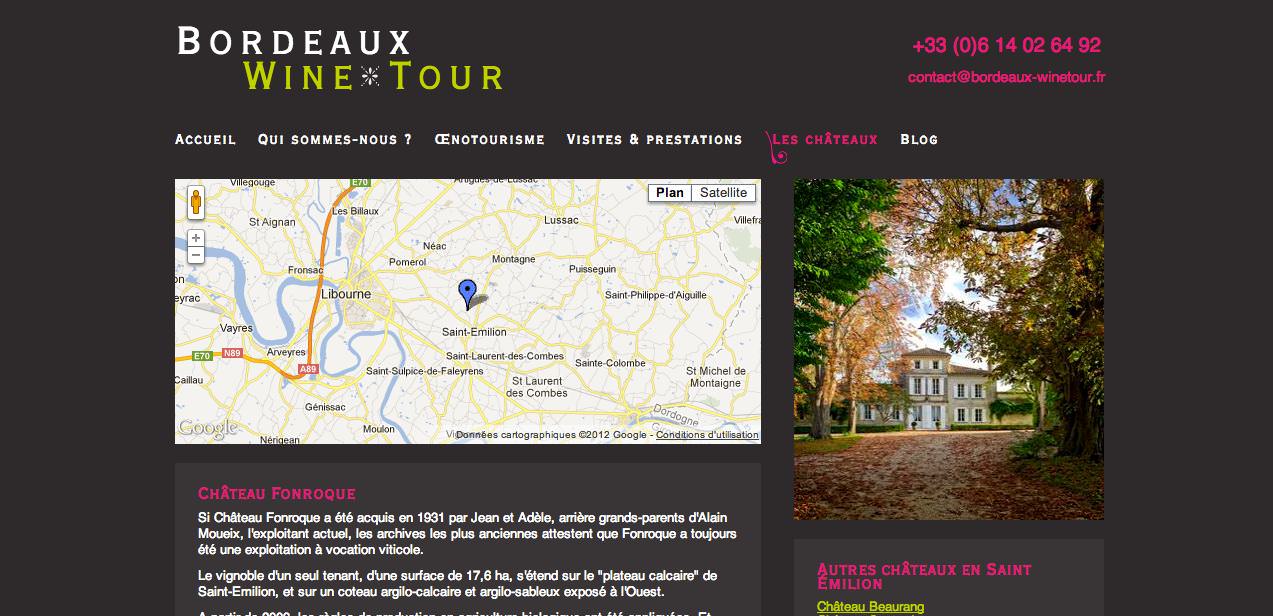 BORDEAUX
WINE TOUR
+33 (0)6 14 02 64 92
contact@bordeaux-winetour.fr
ACCUEIL QUI SOMMES-NOUS ? ŒNOTOURISME VISITES & PRESTATIONS LES CHÂTEAUX BLOG
Villegouge
E70
Artigues-de-Lussac
Plan Satellite
Les Billaux
St Aignan
Lussac
Néac
Pomerol
Montagne
Fronsac
Puisseguin
Libourne
Saint-Philippe-d'Aiguille
Vayres
Saint-Emilion
E70 N89 Arveyres
Saint-Laurent-des-Combes
Sainte-Colombe
A89
Saint-Sulpice-de-Faleyrens
St Michel de
Montaigne
Caillau
St Laurent
des Combes
Génissac
Dordogne
Moulon
Google
Nérigean
Données cartographiques ©2012 Google - Conditions d'utilisation
CHÂTEAU FONROQUE
Si Château Fonroque a été acquis en 1931 par Jean et Adèle, arrière grands-parents d'Alain
Moueix, l'exploitant actuel, les archives les plus anciennes attestent que Fonroque a toujours
été une exploitation à vocation viticole.
Le vignoble d'un seul tenant, d'une surface de 17,6 ha, s'étend sur le "plateau calcaire" de
Saint-Emilion, et sur un coteau argilo-calcaire et argilo-sableux exposé à l'Ouest.
AUTRES CHÂTEAUX EN SAINT
ÉMILION
Château Beaurang